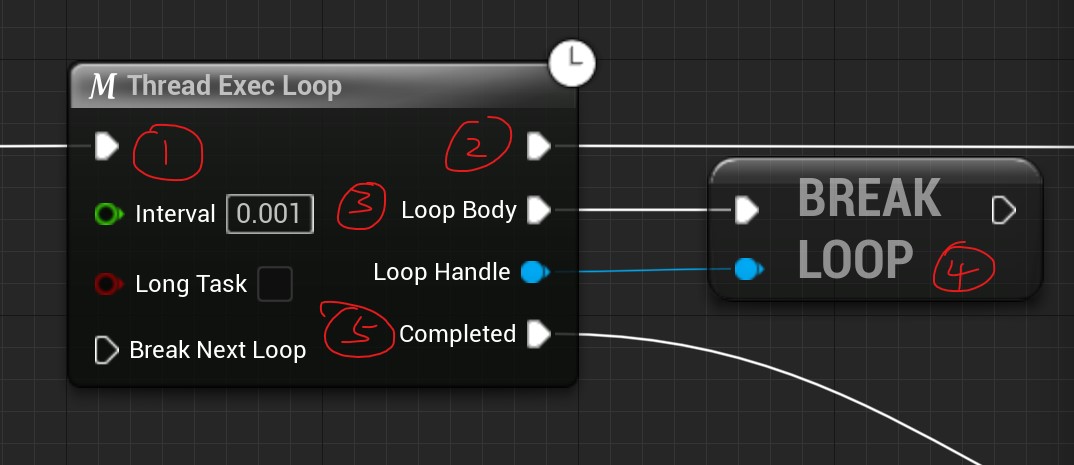 M Thread Exec Loop
1
2
Interval 0.001
3
Loop Body
BREAK
LOOP
4
Long Task
Loop Handle
5
Completed
Break Next Loop